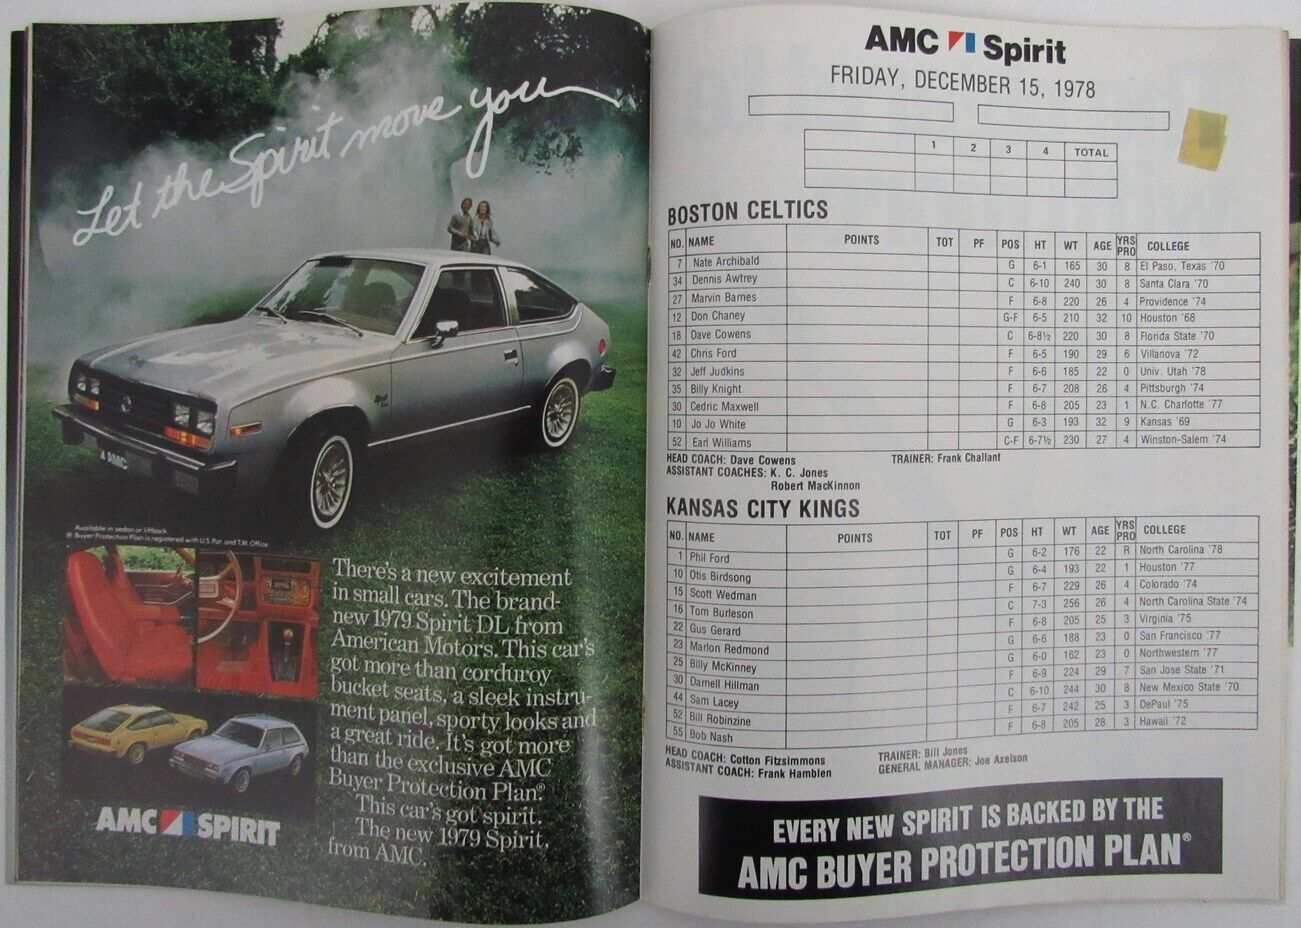 Let the Spirit move you
4 AMC
Spirit
Available in sedan or liftback.
® Buyer Protection Plan is registered with U.S. Pat. and T.M. Office.
There's a new excitement
in small cars. The brand-
new 1979 Spirit DL from
American Motors. This car's
got more than corduroy
bucket seats, a sleek instru-
ment panel, sporty looks and
a great ride. It's got more
than the exclusive AMC
Buyer Protection Plan.®
This car's got spirit.
The new 1979 Spirit,
from AMC.
AMC SPIRIT
AMC Spirit
FRIDAY, DECEMBER 15, 1978
1 2 3 4 TOTAL
BOSTON CELTICS
NO. NAME POINTS TOT PF POS HT WT AGE YRS PRO COLLEGE
7 Nate Archibald G 6-1 165 30 8 El Paso, Texas '70
34 Dennis Awtrey C 6-10 240 30 8 Santa Clara '70
27 Marvin Barnes F 6-8 220 26 4 Providence '74
12 Don Chaney G-F 6-5 210 32 10 Houston '68
18 Dave Cowens C 6-8½ 220 30 8 Florida State '70
42 Chris Ford F 6-5 190 29 6 Villanova '72
32 Jeff Judkins F 6-6 185 22 0 Univ. Utah '78
35 Billy Knight F 6-7 208 26 4 Pittsburgh '74
30 Cedric Maxwell F 6-8 205 23 1 N.C. Charlotte '77
10 Jo Jo White G 6-3 193 32 9 Kansas '69
52 Earl Williams C-F 6-7½ 230 27 4 Winston-Salem '74
HEAD COACH: Dave Cowens TRAINER: Frank Challant
ASSISTANT COACHES: K. C. Jones
Robert MacKinnon
KANSAS CITY KINGS
NO. NAME POINTS TOT PF POS HT WT AGE YRS PRO COLLEGE
1 Phil Ford G 6-2 176 22 R North Carolina '78
10 Otis Birdsong G 6-4 193 22 1 Houston '77
15 Scott Wedman F 6-7 229 26 4 Colorado '74
16 Tom Burleson C 7-3 256 26 4 North Carolina State '74
22 Gus Gerard F 6-8 205 25 3 Virginia '75
23 Marlon Redmond G 6-6 188 23 0 San Francisco '77
25 Billy McKinney G 6-0 162 23 0 Northwestern '77
30 Darnell Hillman F 6-9 224 29 7 San Jose State '71
44 Sam Lacey C 6-10 244 30 8 New Mexico State '70
52 Bill Robinzine F 6-7 242 25 3 DePaul '75
55 Bob Nash F 6-8 205 28 3 Hawaii '72
HEAD COACH: Cotton Fitzsimmons TRAINER: Bill Jones
ASSISTANT COACH: Frank Hamblen GENERAL MANAGER: Joe Axelson
EVERY NEW SPIRIT IS BACKED BY THE
AMC BUYER PROTECTION PLAN®